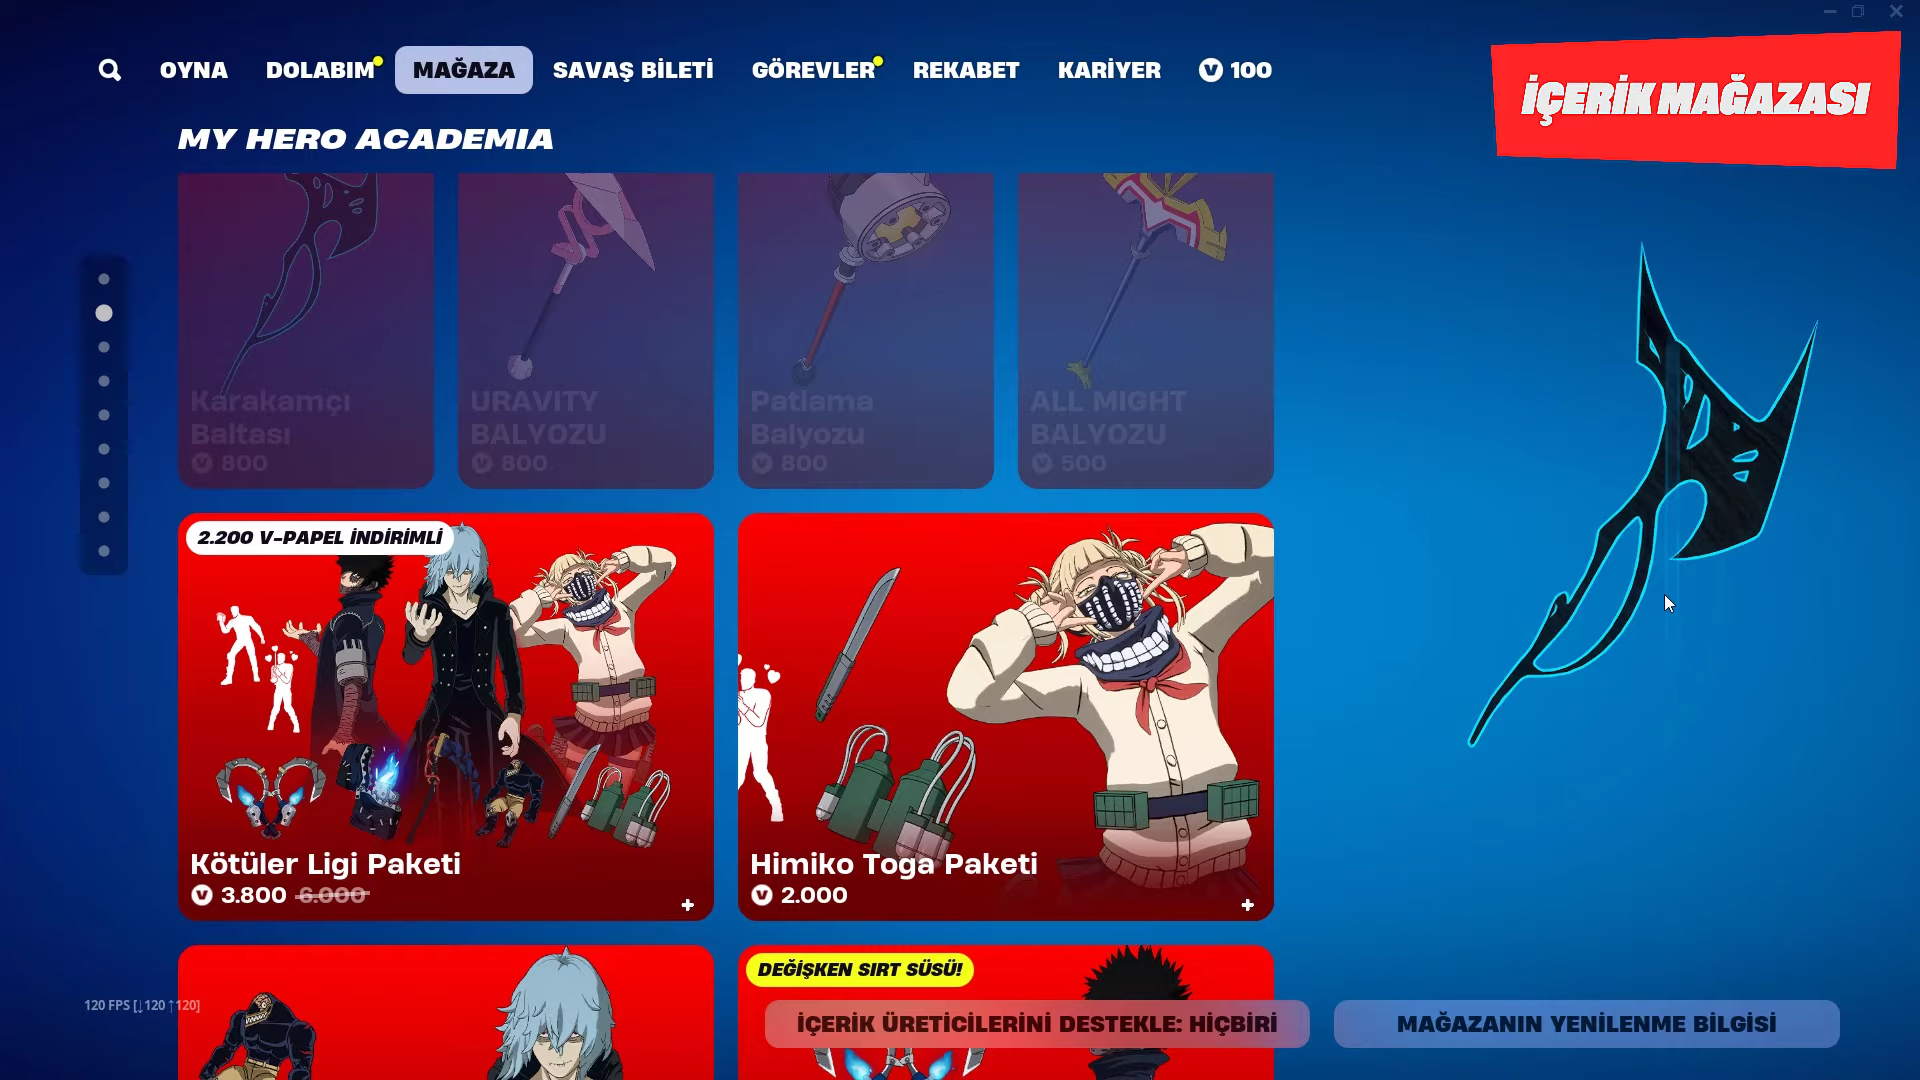 OYNA DOLABIM MAĞAZA SAVAŞ BİLETİ GÖREVLER REKABET KARİYER 100
İÇERİK MAĞAZASI
MY HERO ACADEMIA
Karakamçı
Baltası
800
URAVITY
BALYOZU
800
Patlama
Balyozu
800
ALL MIGHT
BALYOZU
500
2.200 V-PAPEL İNDİRİMLİ
Kötüler Ligi Paketi
3.800 6.000
Himiko Toga Paketi
2.000
DEĞİŞKEN SIRT SÜSÜ!
120 FPS [↓120 ↑120]
İÇERİK ÜRETİCİLERİNİ DESTEKLE: HİÇBİRİ
MAĞAZANIN YENİLENME BİLGİSİ